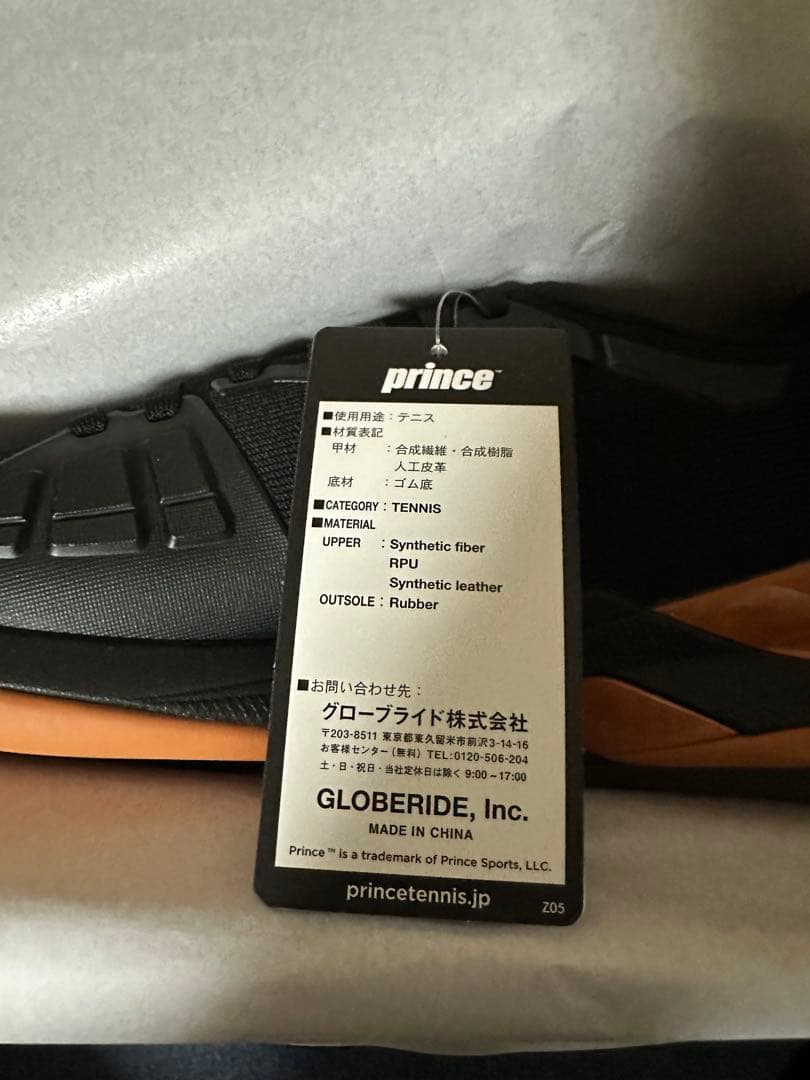 prince™
■使用用途：テニス
■材質表記
甲材 ：合成繊維・合成樹脂
人工皮革
底材 ：ゴム底
■CATEGORY : TENNIS
■MATERIAL
UPPER : Synthetic fiber
RPU
Synthetic leather
OUTSOLE : Rubber
■お問い合わせ先：
グローブライド株式会社
〒203-8511 東京都東久留米市前沢3-14-16
お客様センター（無料）TEL:0120-506-204
土・日・祝日・当社定休日は除く 9:00～17:00
GLOBERIDE, Inc.
MADE IN CHINA
Prince™ is a trademark of Prince Sports, LLC.
princetennis.jp
Z05